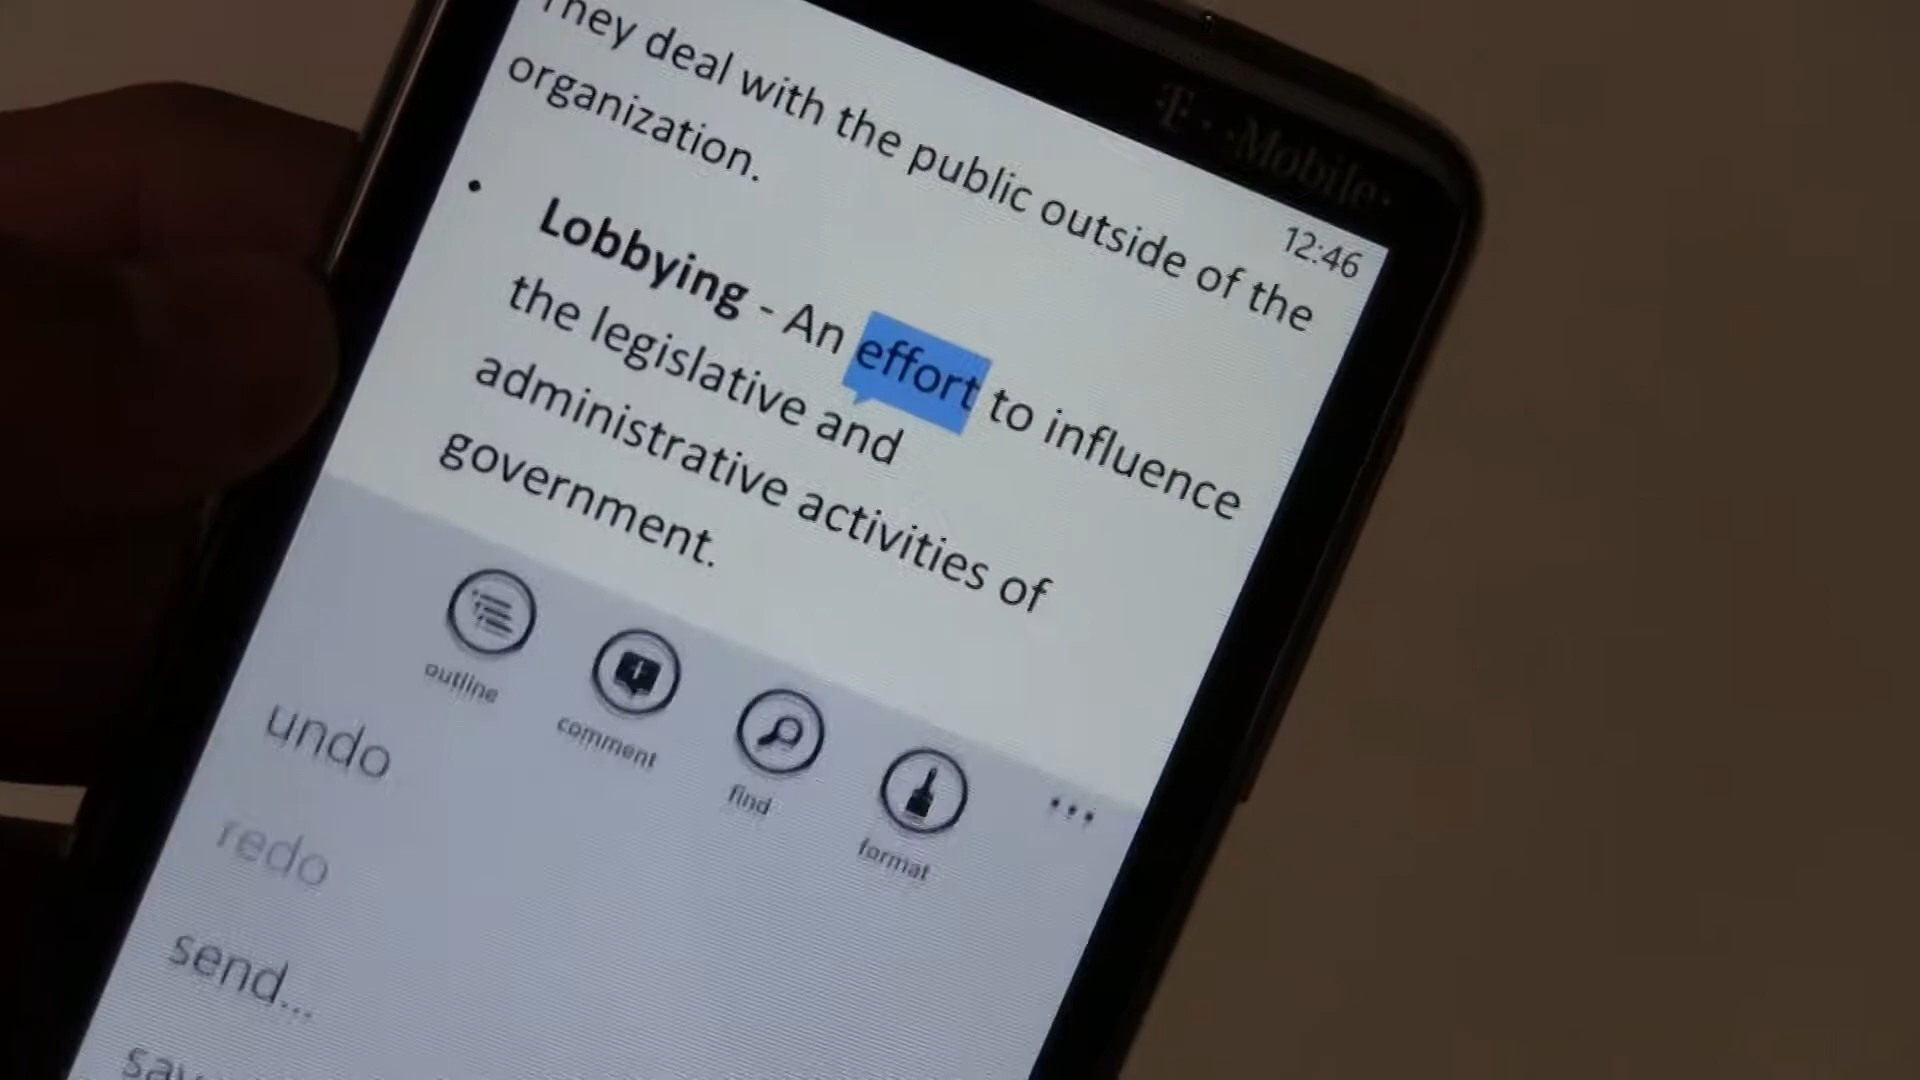 T··Mobile·
12:46
They deal with the public outside of the
organization.
• Lobbying - An effort to influence
the legislative and
administrative activities of
government.
outline
comment
find
format
...
undo
redo
send...